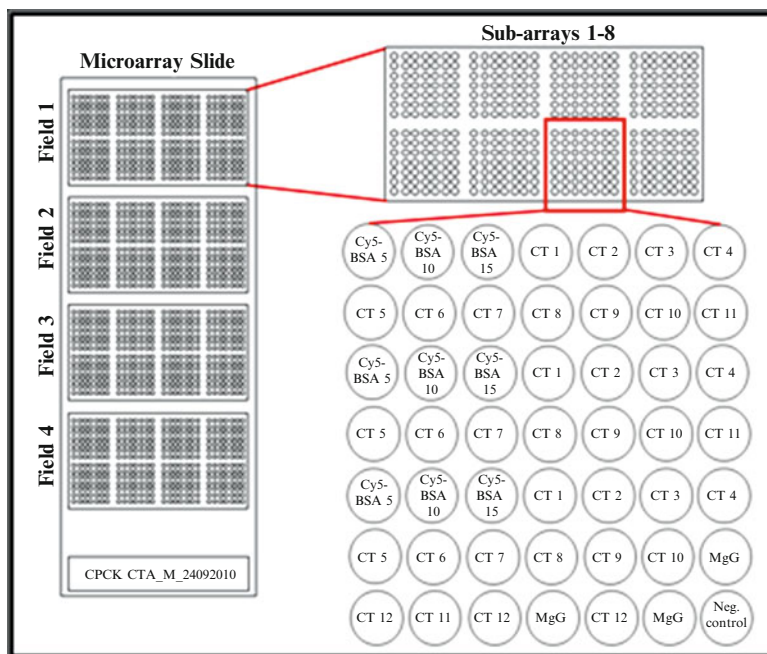 Sub-arrays 1-8
Microarray Slide
Field 1
Field 2
Field 3
Field 4
CPCK CTA_M_24092010
Cy5-
BSA 5
Cy5-
BSA
10
Cy5-
BSA
15
CT 1
CT 2
CT 3
CT 4
CT 5
CT 6
CT 7
CT 8
CT 9
CT 10
CT 11
Cy5-
BSA 5
Cy5-
BSA
10
Cy5-
BSA
15
CT 1
CT 2
CT 3
CT 4
CT 5
CT 6
CT 7
CT 8
CT 9
CT 10
CT 11
Cy5-
BSA 5
Cy5-
BSA
10
Cy5-
BSA
15
CT 1
CT 2
CT 3
CT 4
CT 5
CT 6
CT 7
CT 8
CT 9
CT 10
MgG
CT 12
CT 11
CT 12
MgG
CT 12
MgG
Neg.
control